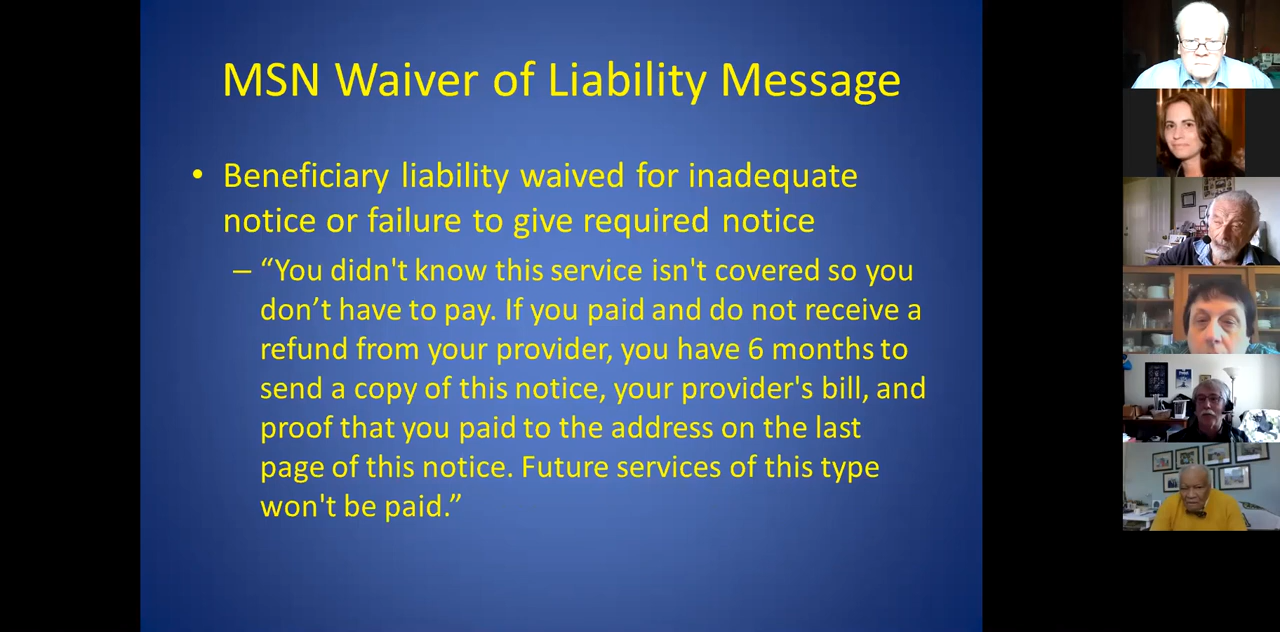 MSN Waiver of Liability Message
• Beneficiary liability waived for inadequate
notice or failure to give required notice
– “You didn't know this service isn't covered so you
don’t have to pay. If you paid and do not receive a
refund from your provider, you have 6 months to
send a copy of this notice, your provider's bill, and
proof that you paid to the address on the last
page of this notice. Future services of this type
won't be paid.”